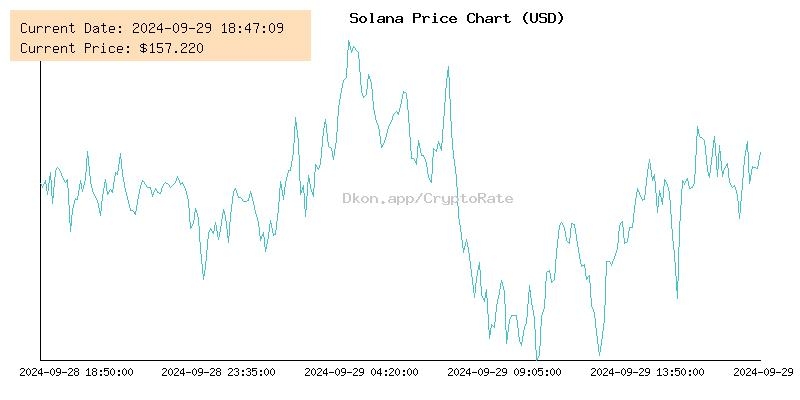 Solana Price Chart (USD)
Current Date: 2024-09-29 18:47:09
Current Price: $157.220
Dkon.app/CryptoRate
2024-09-28 18:50:00 2024-09-28 23:35:00 2024-09-29 04:20:00 2024-09-29 09:05:00 2024-09-29 13:50:00 2024-09-29